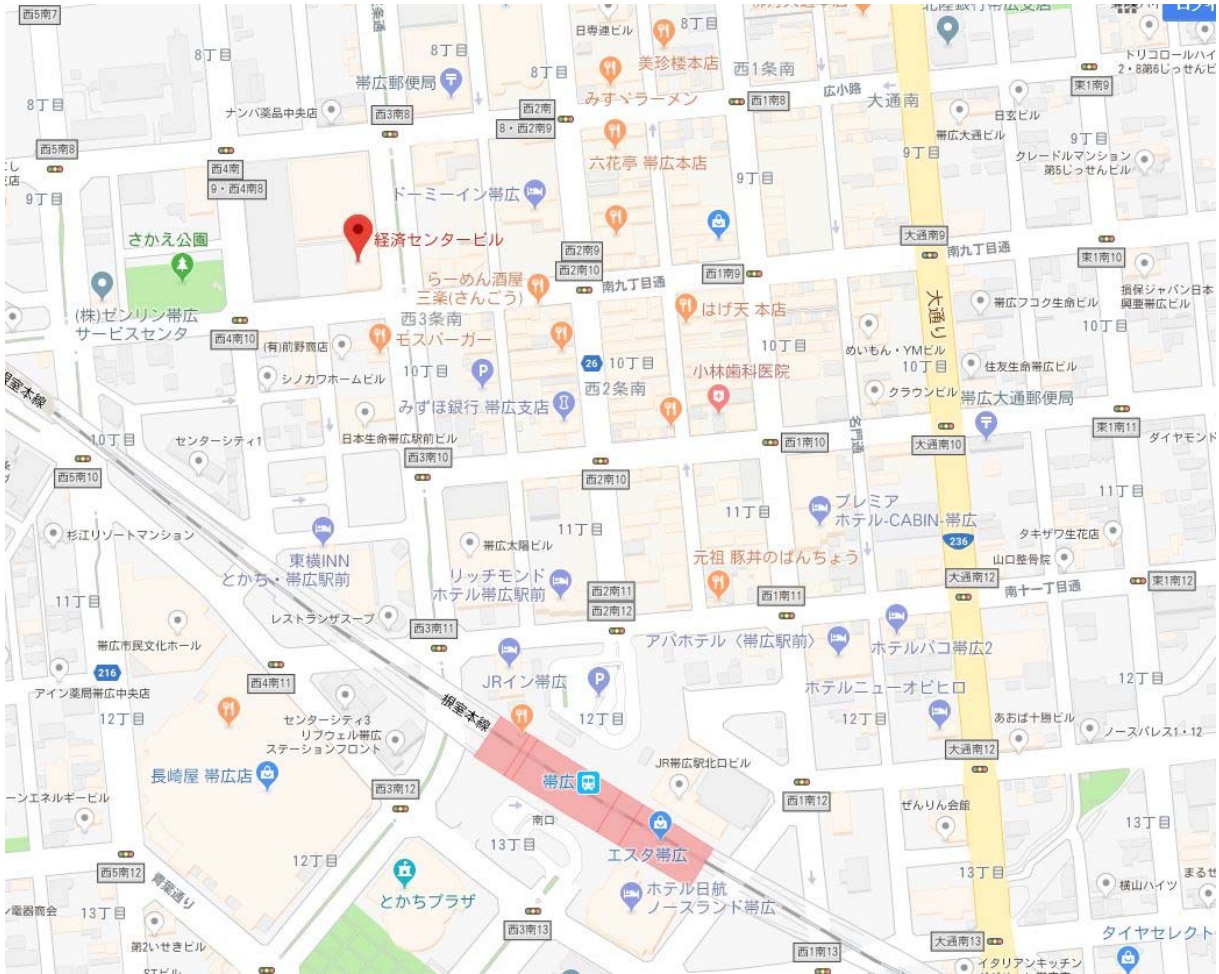 西5南7
8丁目
8丁目
帯広郵便局
8丁目
日専連ビル
8丁目
美珍楼本店
西1条南
8丁目
みすゞラーメン
広小路
大通南
トリコロールハイ
2・8第6じっせんビ
東1南9
ナンバ薬品中央店
西3南8
西2南
8・西2南9
西1南8
日玄ビル
帯広大通ビル
9丁目
クレードルマンション
第5じっせんビル
8丁目
西5南8
9丁目
西4南
9・西4南8
六花亭 帯広本店
9丁目
9丁目
ドーミーイン帯広
さかえ公園
経済センタービル
西2南9
西2南10
大通南9
南九丁目通
東1南10
西1南9
らーめん酒屋
三楽(さんごう)
南九丁目通
(株)ゼンリン帯広
サービスセンタ
西4南10
西3条南
モスバーガー
(有)前野商店
はげ天 本店
大通り
帯広フコク生命ビル
損保ジャパン日本
興亜帯広ビル
10丁目
めいもん・YMビル
10丁目
シノカワホームビル
10丁目
26
10丁目
西2条南
小林歯科医院
住友生命帯広ビル
クラウンビル
帯広大通郵便局
みずほ銀行 帯広支店
根室本線
10丁目
センターシティ1
日本生命帯広駅前ビル
西1南10
名門通
大通南10
東1南11
ダイヤモンド
西5南10
西3南10
西2南10
11丁目
11丁目
11丁目
プレミア
ホテル-CABIN-帯広
杉江リゾートマンション
東横INN
とかち・帯広駅前
帯広太陽ビル
236
タキザワ生花店
山口整骨院
リッチモンド
ホテル帯広駅前
元祖 豚丼のぱんちょう
大通南12
東1南12
南十一丁目通
11丁目
レストランザスープ
西3南11
西2南11
西2南12
西1南11
帯広市民文化ホール
アパホテル〈帯広駅前〉
ホテルパコ帯広2
216
アイン薬局帯広中央店
西4南11
JRイン帯広
ホテルニューオビヒロ
12丁目
12丁目
センターシティ3
リブウェル帯広
ステーションフロント
根室本線
12丁目
12丁目
あおば十勝ビル
ノースパレス1・12
大通南12
長崎屋 帯広店
帯広
JR帯広駅北口ビル
ーンエネルギービル
西3南12
南口
西1南12
ぜんりん会館
13丁目
13丁目
エスタ帯広
12丁目
西5南12
青葉通り
とかちプラザ
13丁目
ホテル日航
ノースランド帯広
横山ハイツ
まるせ
電器商会
13丁目
第2いせきビル
西3南13
西1南13
大通南13
タイヤセレクト
イタリアンキッチン